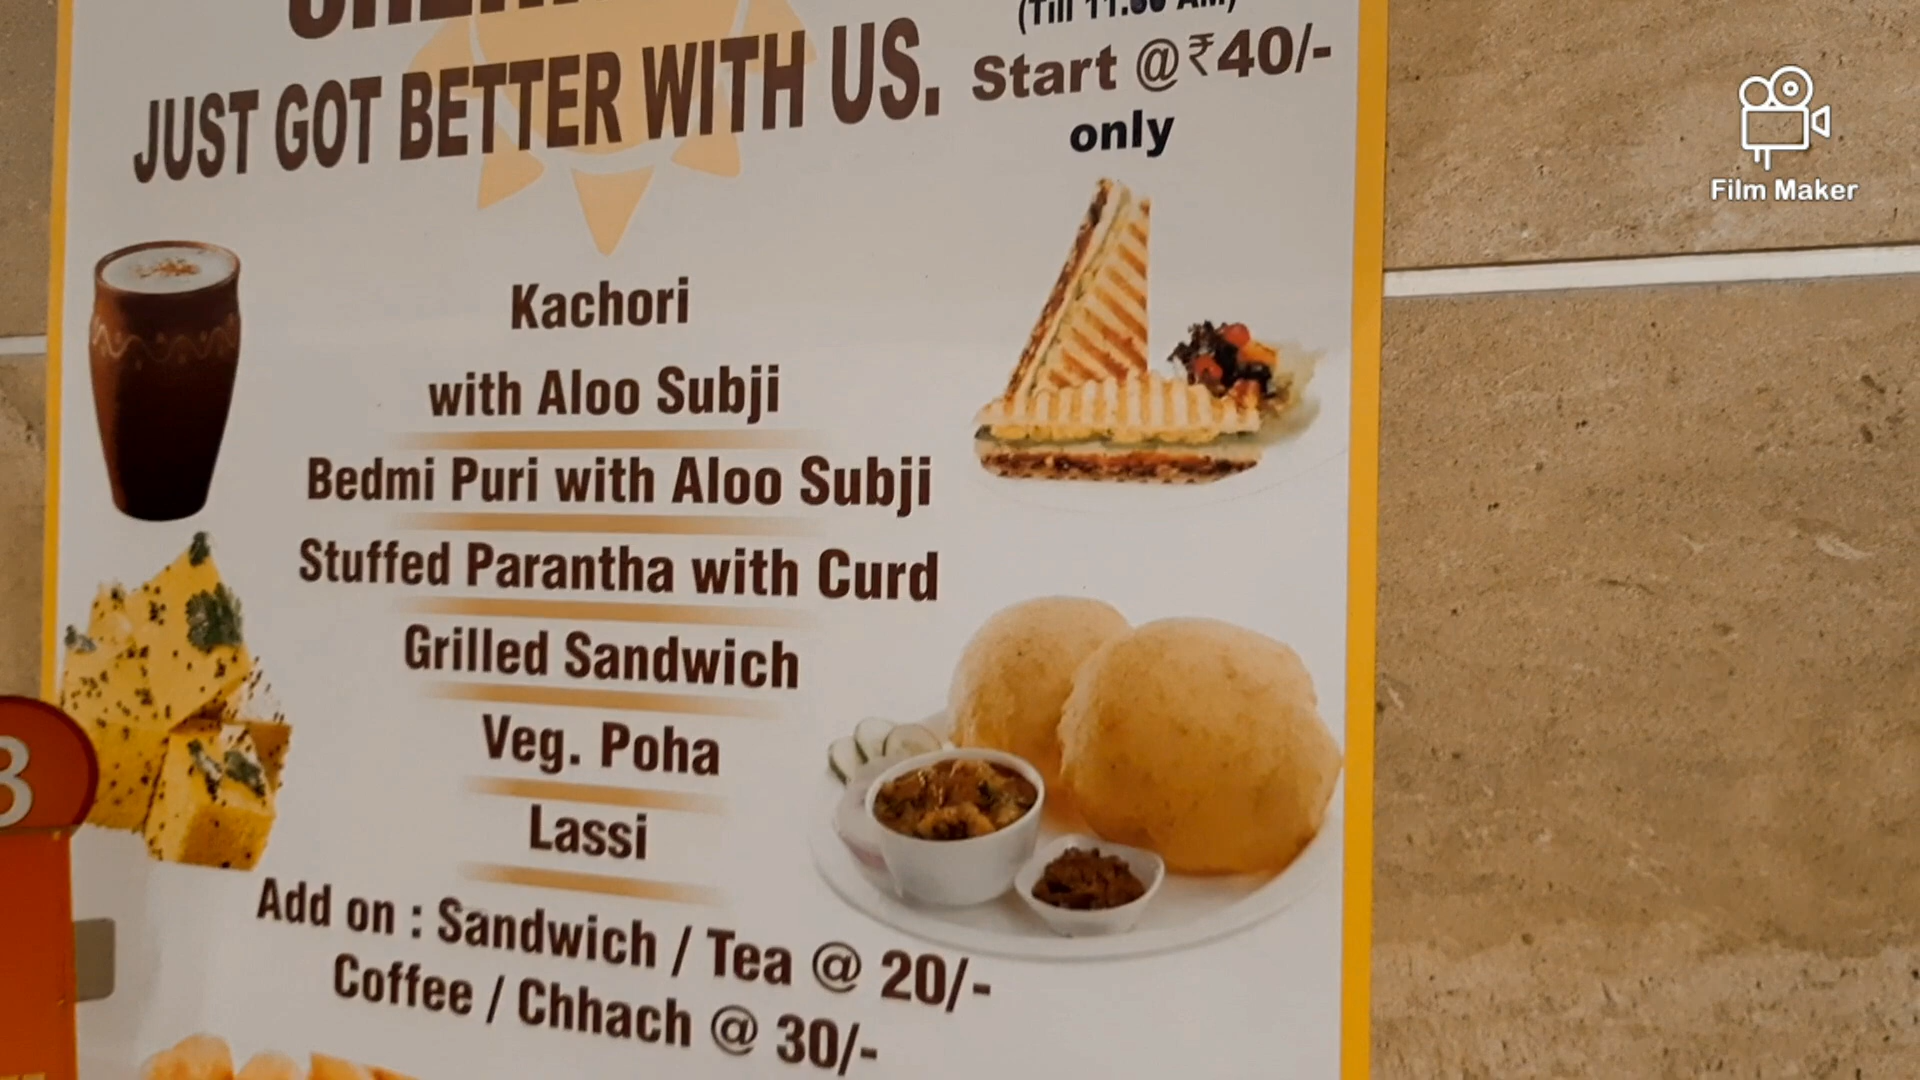 JUST GOT BETTER WITH US.
Start @₹40/-
only
Kachori
with Aloo Subji
Bedmi Puri with Aloo Subji
Stuffed Parantha with Curd
Grilled Sandwich
Veg. Poha
Lassi
Add on : Sandwich / Tea @ 20/-
Coffee / Chhach @ 30/-
3
Film Maker